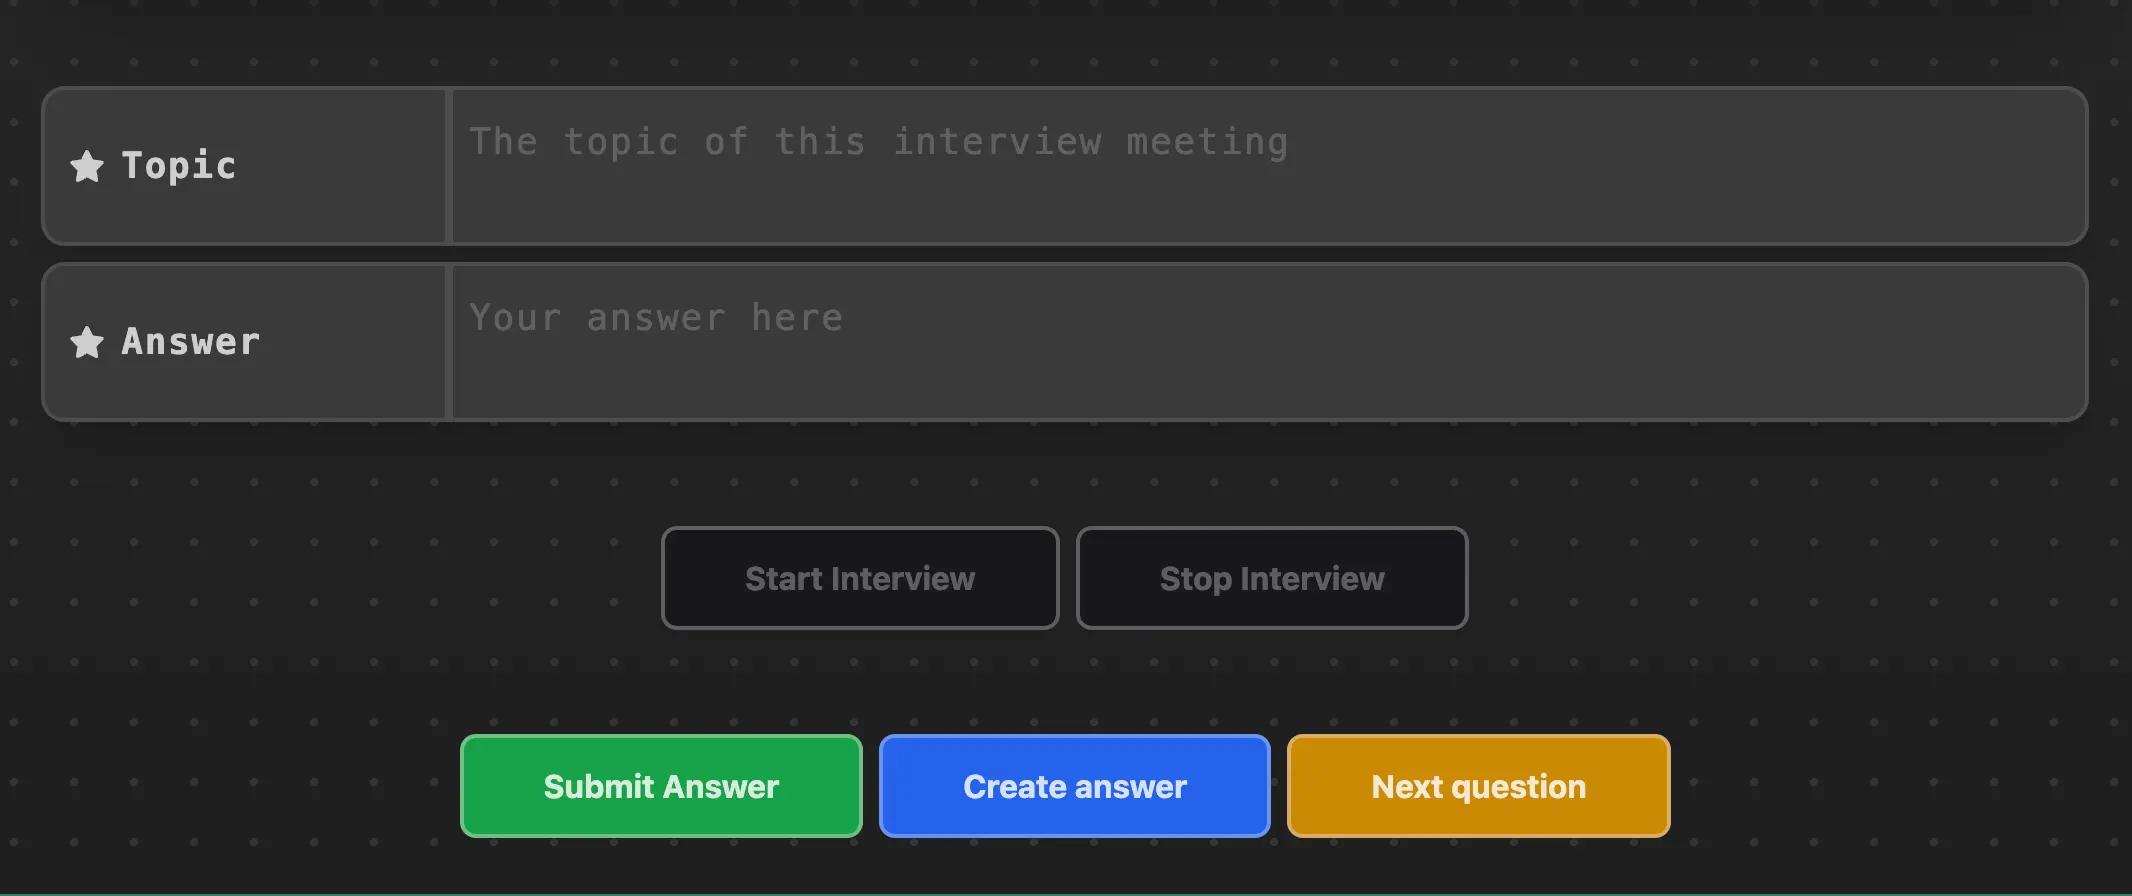 Topic
The topic of this interview meeting
Answer
Your answer here
Start Interview
Stop Interview
Submit Answer
Create answer
Next question